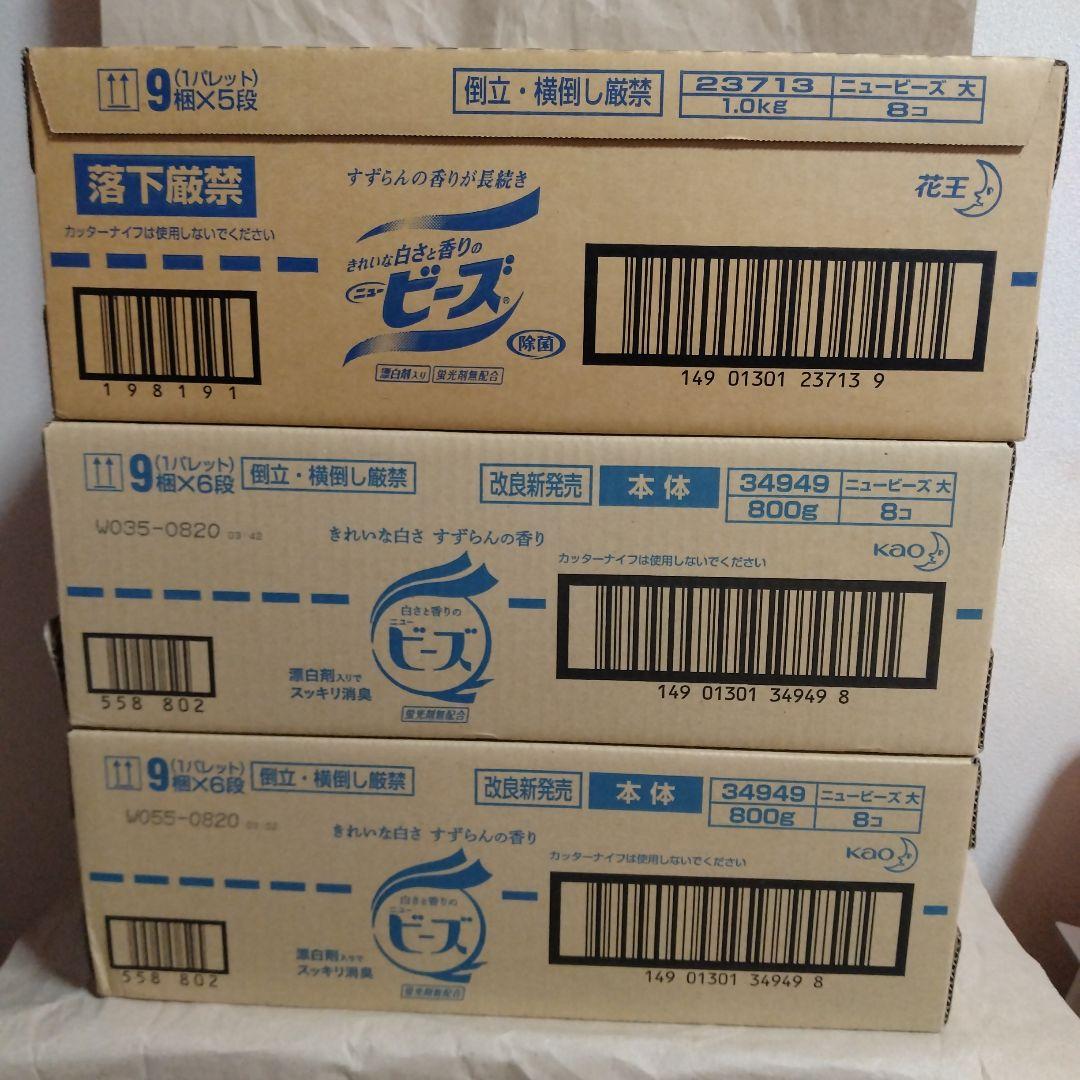 9(1パレット)
梱×5段
倒立・横倒し厳禁
23713 ニュービーズ 大
1.0kg 8コ
落下厳禁
カッターナイフは使用しないでください
すずらんの香りが長続き
きれいな白さと香りの
ニュービーズ®
除菌
漂白剤入り 蛍光剤無配合
花王
198191
149 01301 23713 9
9(1パレット)
梱×6段
倒立・横倒し厳禁
改良新発売
本体
34949 ニュービーズ 大
800g 8コ
W035-0820 03:42
きれいな白さ すずらんの香り
カッターナイフは使用しないでください
Kao
白さと香りの
ニュー
ビーズ
漂白剤入りで
スッキリ消臭
蛍光剤無配合
558 802
149 01301 34949 8
9(1パレット)
梱×6段
倒立・横倒し厳禁
改良新発売
本体
34949 ニュービーズ 大
800g 8コ
W055-0820
きれいな白さ すずらんの香り
カッターナイフは使用しないでください
Kao
白さと香りの
ニュー
ビーズ
漂白剤入りで
スッキリ消臭
蛍光剤無配合
558 802
149 01301 34949 8